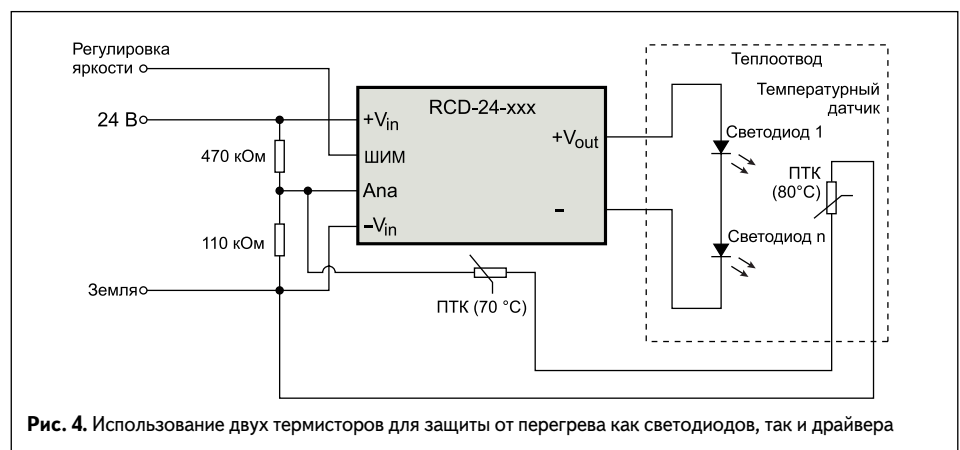 Регулировка
яркости
24 В
470 кОм
110 кОм
Земля
RCD-24-xxx
+Vin
ШИМ
Ana
−Vin
+Vout
-
ПТК (70 °C)
Теплоотвод
Температурный
датчик
Светодиод 1
ПТК
(80°C)
Светодиод n
Рис. 4. Использование двух термисторов для защиты от перегрева как светодиодов, так и драйвера